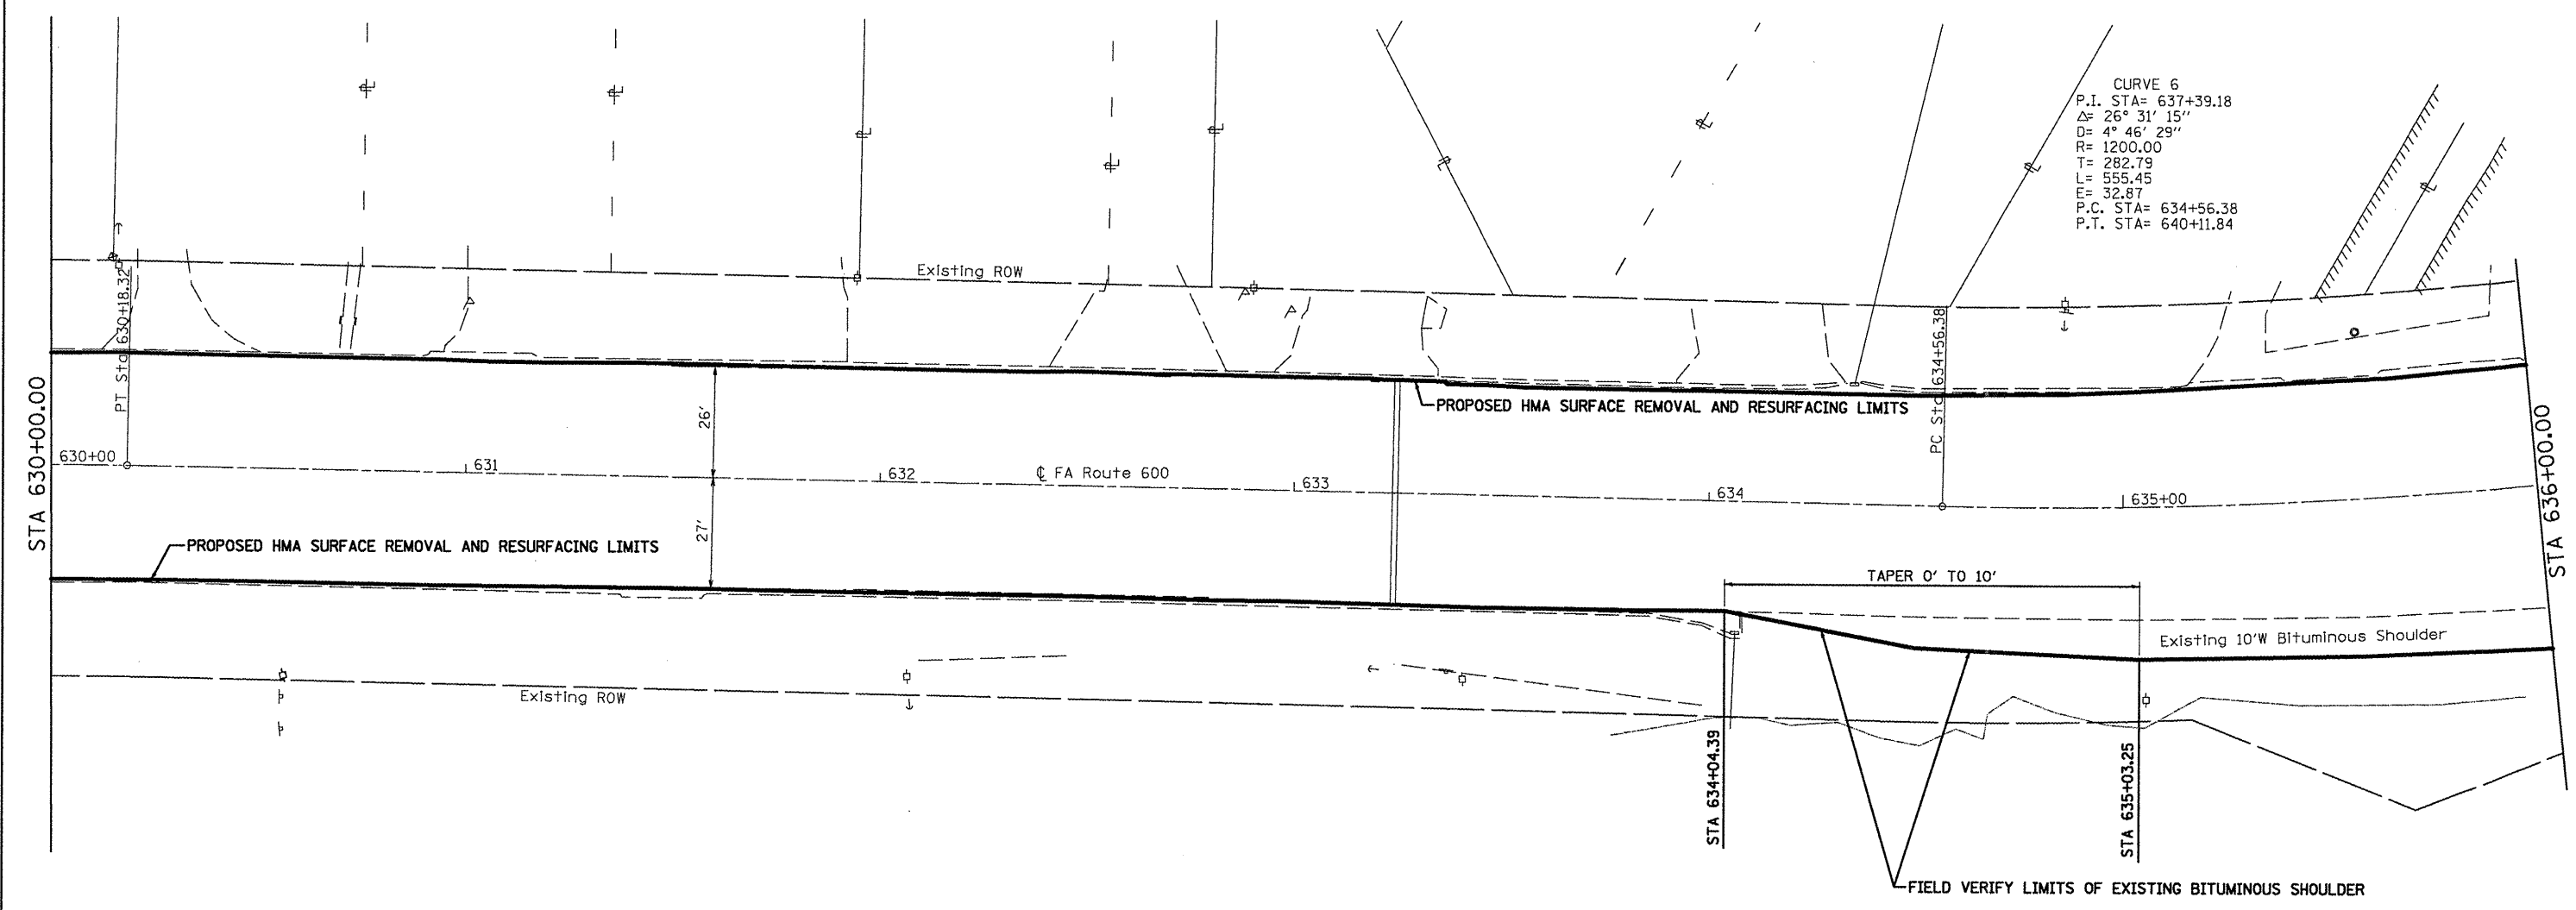 CURVE 6
P.I. STA= 637+39.18
Δ= 26° 31' 15''
D= 4° 46' 29''
R= 1200.00
T= 282.79
L= 555.45
E= 32.87
P.C. STA= 634+56.38
P.T. STA= 640+11.84
Existing ROW
PT Sta 630+18.32
PC Sta 634+56.38
STA 630+00.00
26'
PROPOSED HMA SURFACE REMOVAL AND RESURFACING LIMITS
630+00
631
632
℄ FA Route 600
633
634
635+00
STA 636+00.00
27'
PROPOSED HMA SURFACE REMOVAL AND RESURFACING LIMITS
TAPER 0' TO 10'
Existing 10'W Bituminous Shoulder
Existing ROW
STA 634+04.39
STA 635+03.25
FIELD VERIFY LIMITS OF EXISTING BITUMINOUS SHOULDER